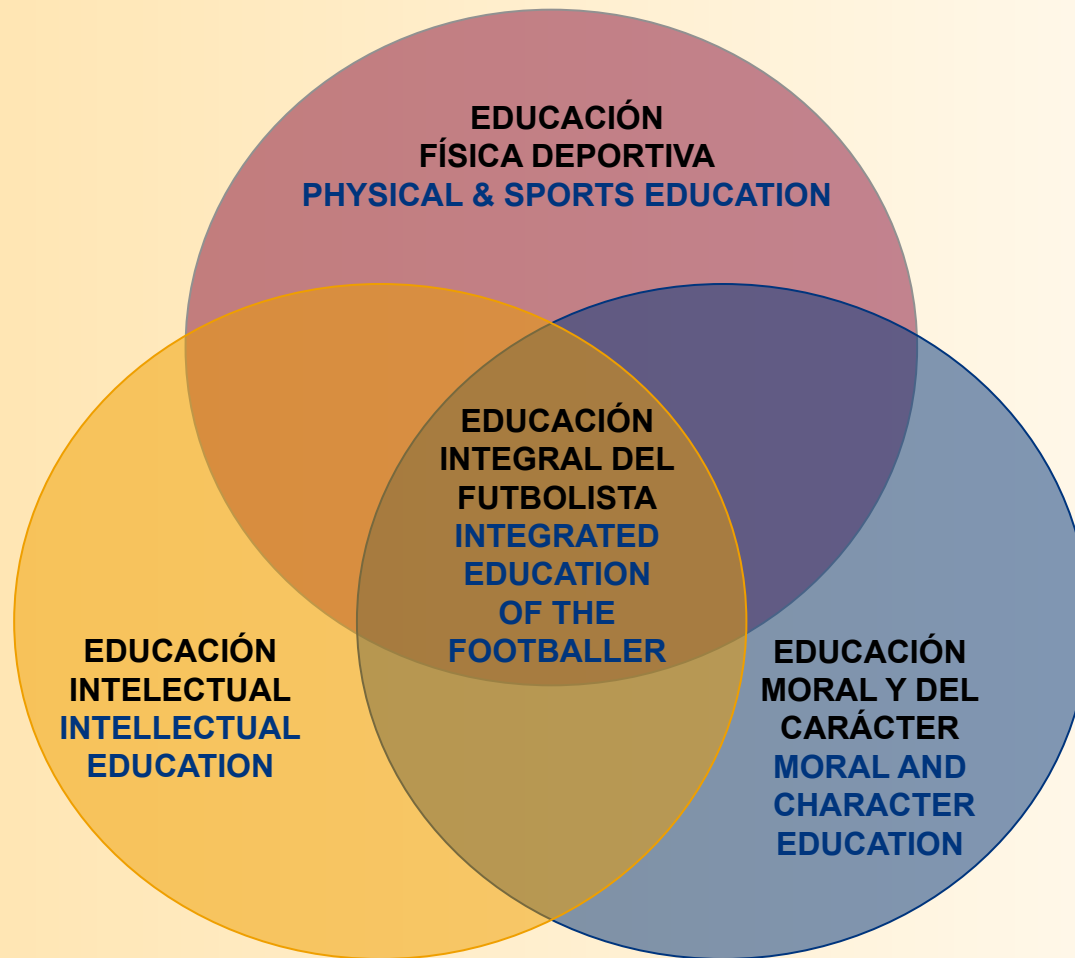 EDUCACIÓN
FÍSICA DEPORTIVA
PHYSICAL & SPORTS EDUCATION
EDUCACIÓN
INTEGRAL DEL
FUTBOLISTA
INTEGRATED
EDUCATION
OF THE
FOOTBALLER
EDUCACIÓN
INTELECTUAL
INTELLECTUAL
EDUCATION
EDUCACIÓN
MORAL Y DEL
CARÁCTER
MORAL AND
CHARACTER
EDUCATION